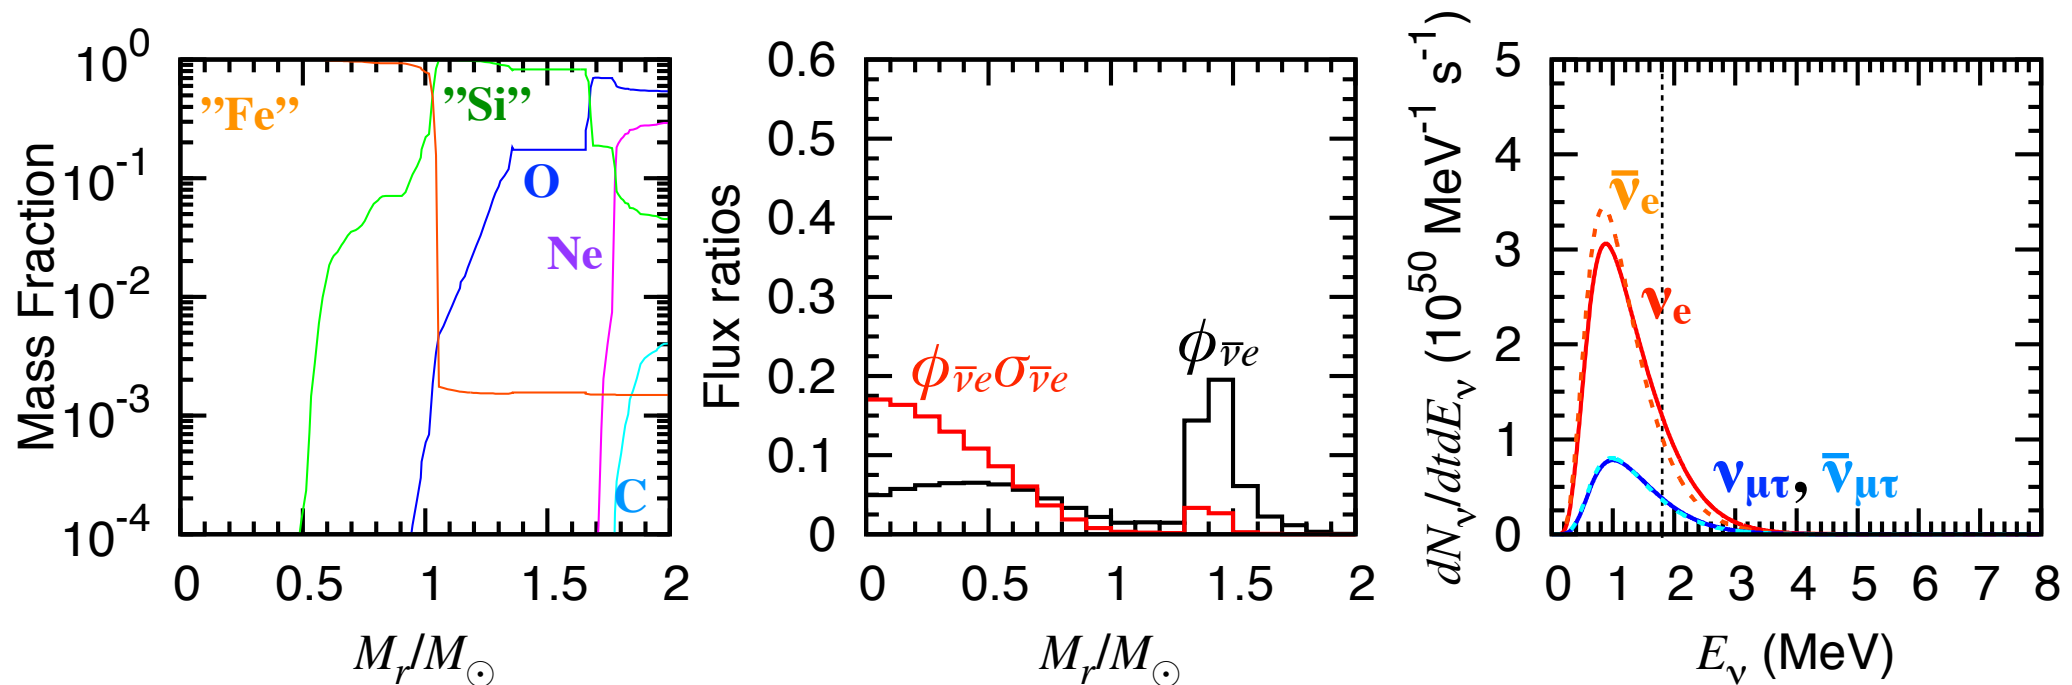 Mass Fraction
10^0
10^-1
10^-2
10^-3
10^-4
”Fe”
”Si”
O
Ne
C
0 0.5 1 1.5 2
M_r/M_⊙
Flux ratios
0.6
0.5
0.4
0.3
0.2
0.1
0
ϕ_ν̄e
ϕ_ν̄e σ_ν̄e
0 0.5 1 1.5 2
M_r/M_⊙
dN_ν/dtdE_ν (10^50 MeV^-1 s^-1)
5
4
3
2
1
0
ν̄_e
ν_e
ν_μτ, ν̄_μτ
0 1 2 3 4 5 6 7 8
E_ν (MeV)